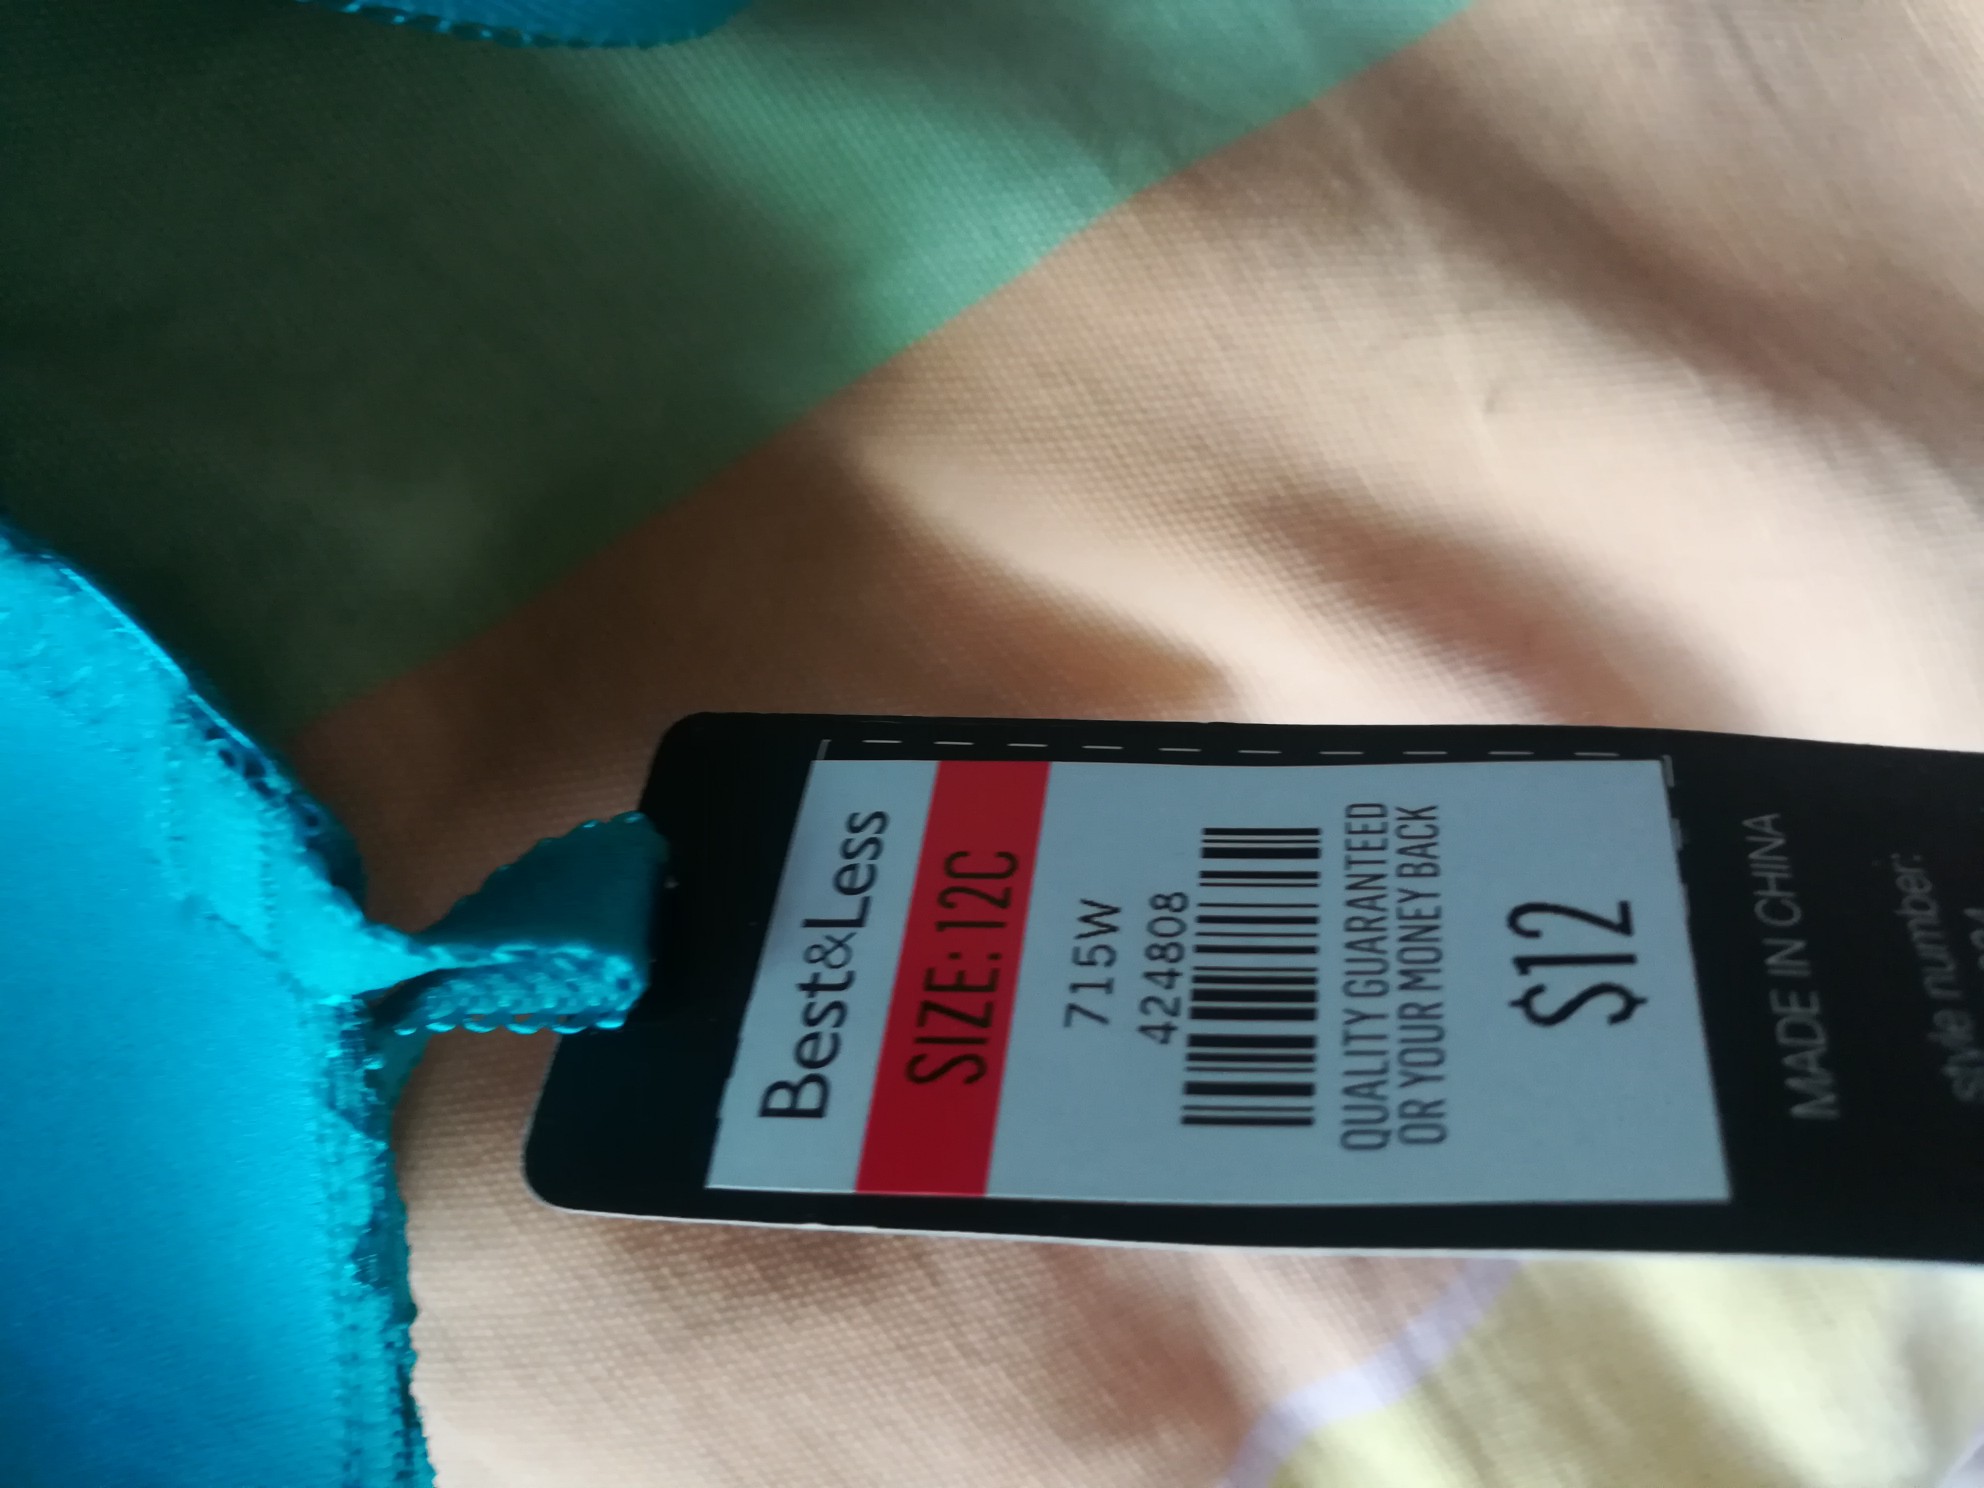 Best&Less
SIZE: 12C
715W
424808
QUALITY GUARANTEED
OR YOUR MONEY BACK
$12
MADE IN CHINA
style number: